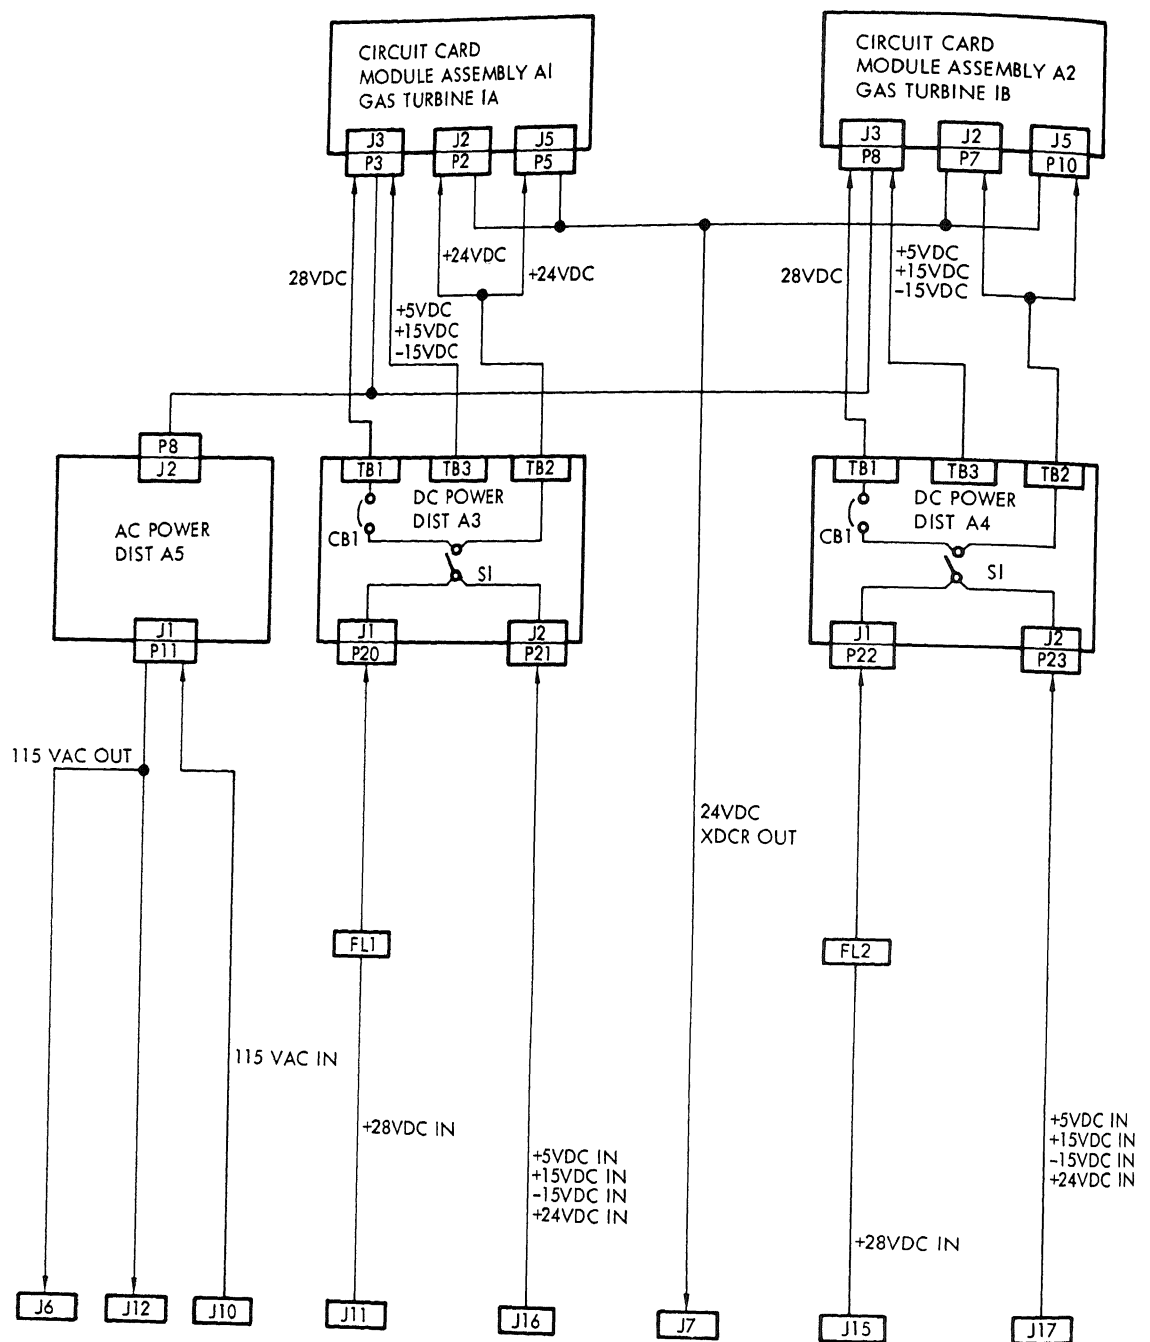 CIRCUIT CARD
MODULE ASSEMBLY A1
GAS TURBINE 1A
J3
P3
J2
P2
J5
P5
CIRCUIT CARD
MODULE ASSEMBLY A2
GAS TURBINE 1B
J3
P8
J2
P7
J5
P10
28VDC
+24VDC
+24VDC
+5VDC
+15VDC
-15VDC
28VDC
+5VDC
+15VDC
-15VDC
P8
J2
AC POWER
DIST A5
J1
P11
TB1
TB3
TB2
DC POWER
DIST A3
CB1
S1
J1
P20
J2
P21
TB1
TB3
TB2
DC POWER
DIST A4
CB1
S1
J1
P22
J2
P23
115 VAC OUT
24VDC
XDCR OUT
FL1
FL2
115 VAC IN
+28VDC IN
+5VDC IN
+15VDC IN
-15VDC IN
+24VDC IN
+28VDC IN
+5VDC IN
+15VDC IN
-15VDC IN
+24VDC IN
J6
J12
J10
J11
J16
J7
J15
J17